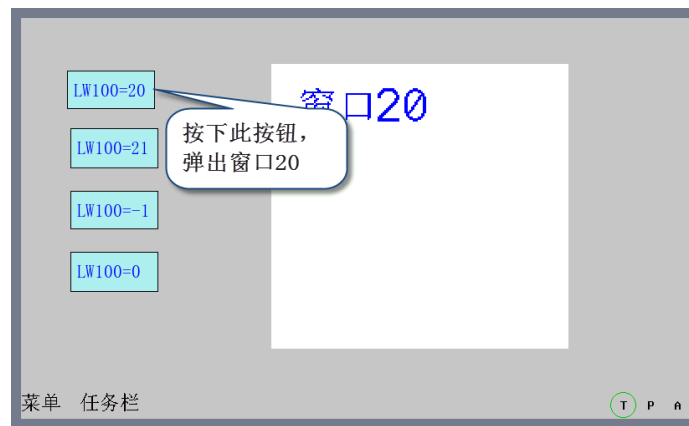 LW100=20
窗口20
按下此按钮，
弹出窗口20
LW100=21
LW100=-1
LW100=0
菜单 任务栏
T P A